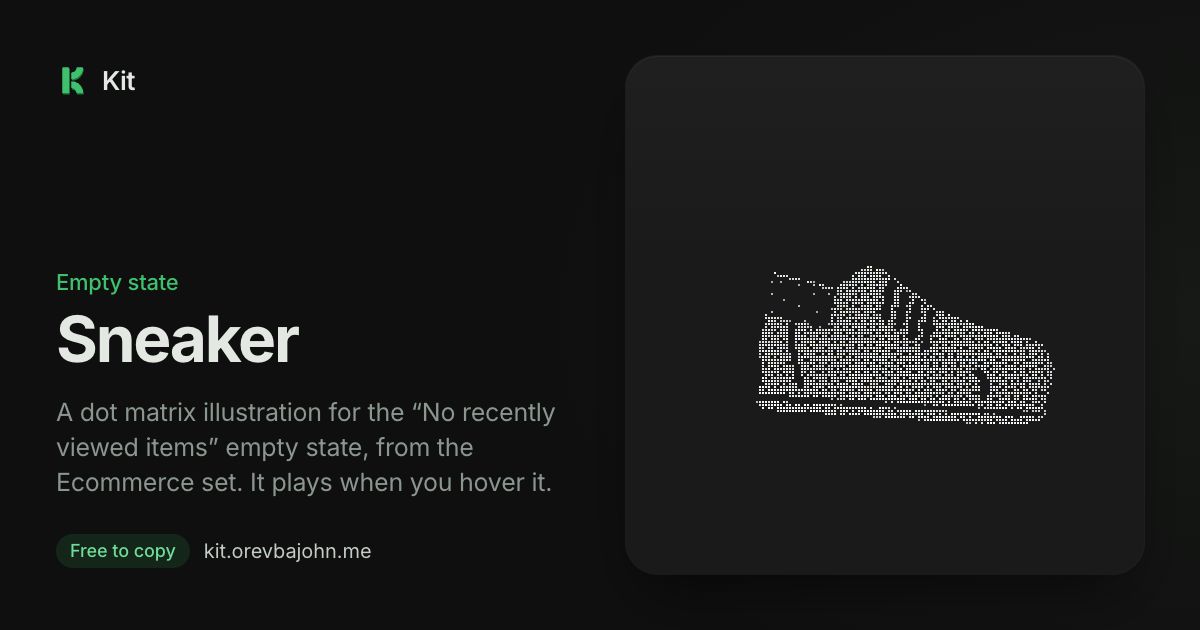 Kit
Empty state
Sneaker
A dot matrix illustration for the “No recently
viewed items” empty state, from the
Ecommerce set. It plays when you hover it.
Free to copy
kit.orevbajohn.me